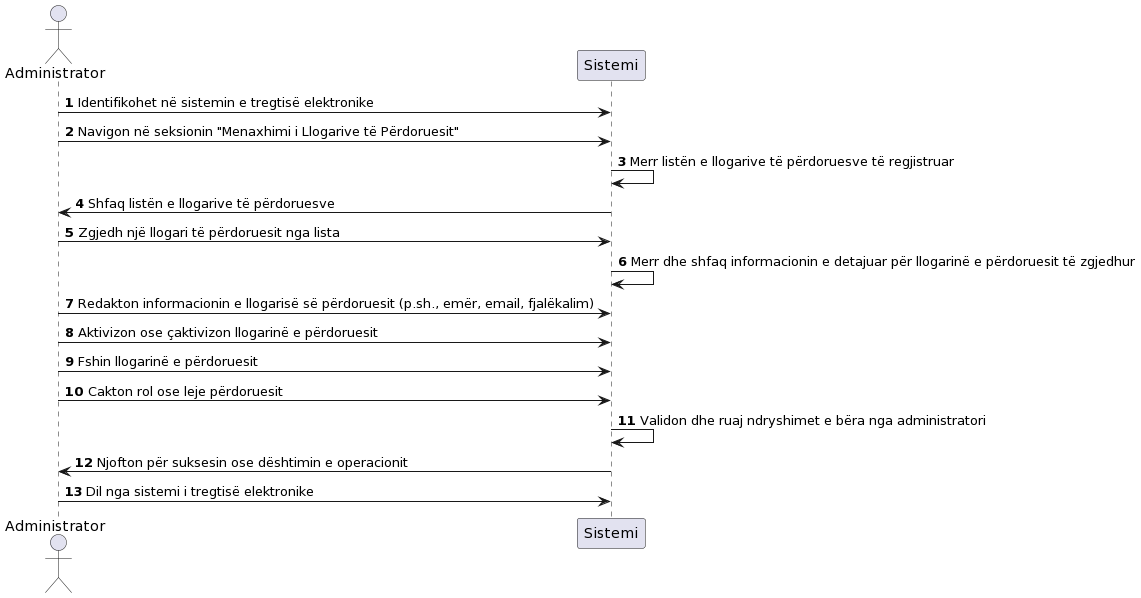 Administrator
Sistemi
1 Identifikohet në sistemin e tregtisë elektronike
2 Navigon në seksionin "Menaxhimi i Llogarive të Përdoruesit"
3 Merr listën e llogarive të përdoruesve të regjistruar
4 Shfaq listën e llogarive të përdoruesve
5 Zgjedh një llogari të përdoruesit nga lista
6 Merr dhe shfaq informacionin e detajuar për llogarinë e përdoruesit të zgjedhur
7 Redakton informacionin e llogarisë së përdoruesit (p.sh., emër, email, fjalëkalim)
8 Aktivizon ose çaktivizon llogarinë e përdoruesit
9 Fshin llogarinë e përdoruesit
10 Cakton rol ose leje përdoruesit
11 Validon dhe ruaj ndryshimet e bëra nga administratori
12 Njofton për suksesin ose dështimin e operacionit
13 Dil nga sistemi i tregtisë elektronike
Administrator
Sistemi